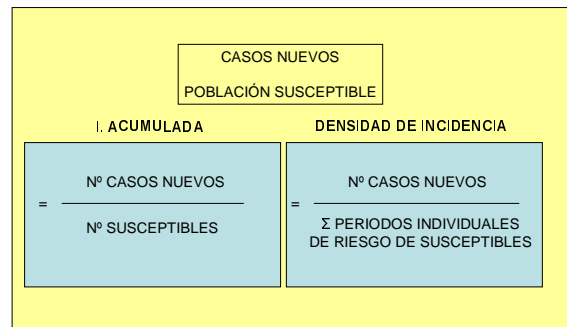 CASOS NUEVOS
POBLACIÓN SUSCEPTIBLE
I. ACUMULADA
DENSIDAD DE INCIDENCIA
= Nº CASOS NUEVOS
Nº SUSCEPTIBLES
= Nº CASOS NUEVOS
Σ PERIODOS INDIVIDUALES
DE RIESGO DE SUSCEPTIBLES